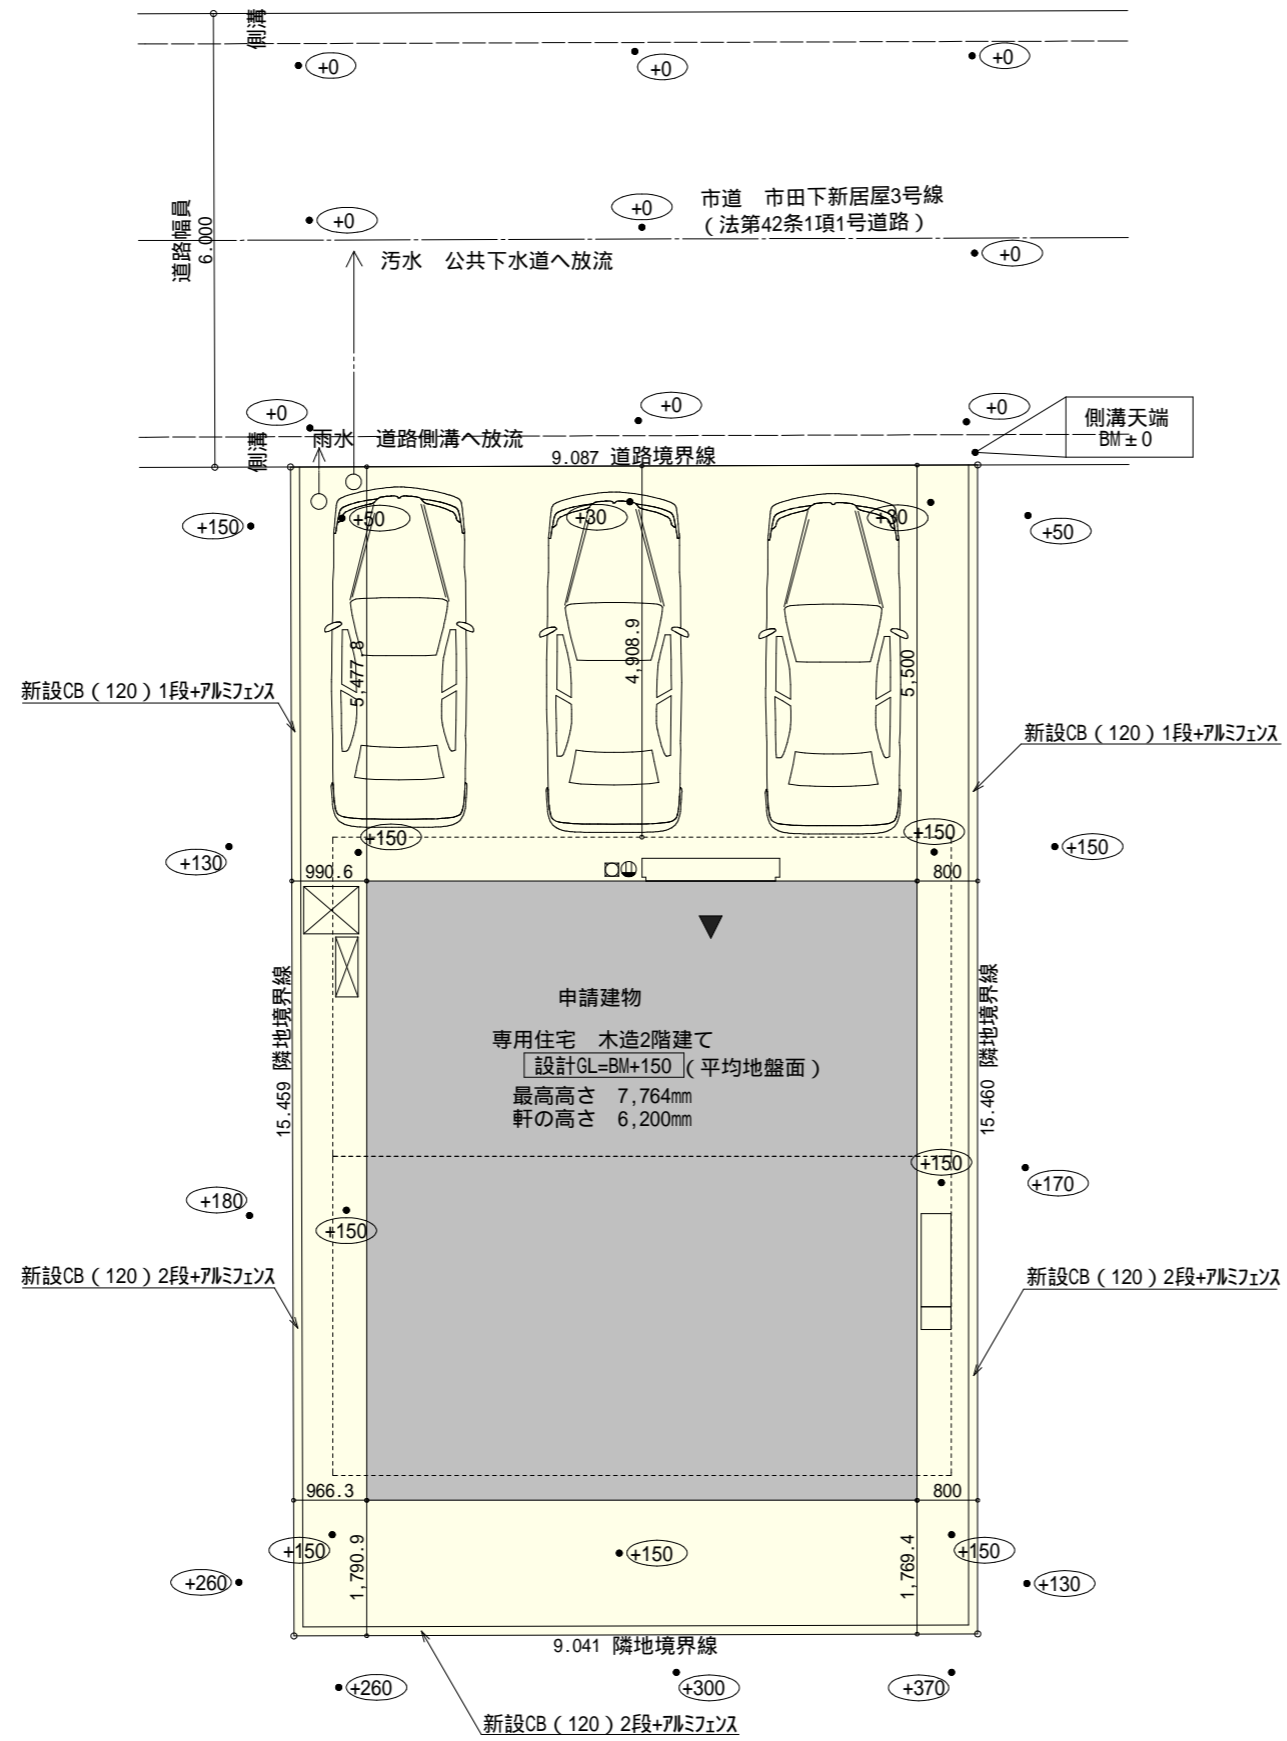 側溝
+0
+0
+0
道路幅員
6.000
+0
+0
市道　市田下新居屋3号線
（法第42条1項1号道路）
+0
汚水　公共下水道へ放流
+0
+0
+0
側溝天端
BM±0
側溝
雨水　道路側溝へ放流
9.087 道路境界線
+150
+50
+30
+30
+50
5,477.8
4,908.9
5,500
新設CB（120）1段+アルミフェンス
新設CB（120）1段+アルミフェンス
+150
+150
+130
+150
990.6
800
15.459 隣地境界線
15.460 隣地境界線
申請建物
専用住宅　木造2階建て
設計GL=BM+150（平均地盤面）
最高高さ　7,764㎜
軒の高さ　6,200㎜
+150
+170
+180
+150
新設CB（120）2段+アルミフェンス
新設CB（120）2段+アルミフェンス
966.3
800
+150
1,790.9
+150
1,769.4
+150
+260
+130
9.041 隣地境界線
+260
+300
+370
新設CB（120）2段+アルミフェンス